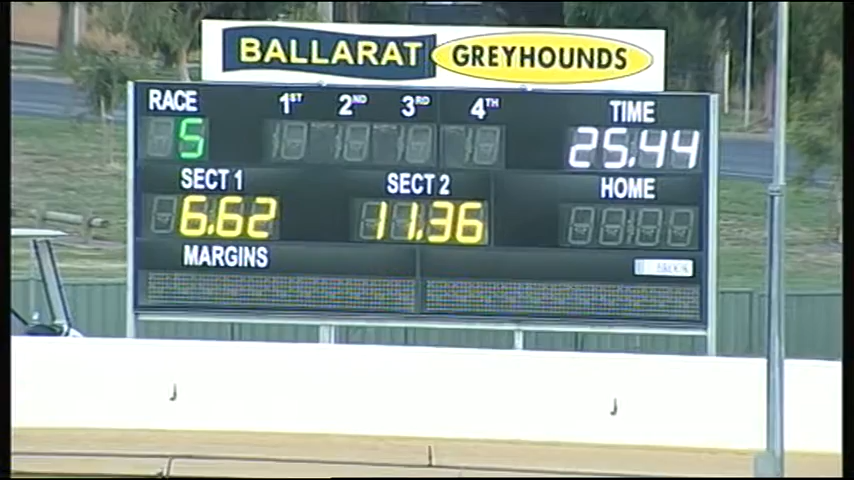 BALLARAT GREYHOUNDS
RACE 1ST 2ND 3RD 4TH TIME
5 25.44
SECT 1 SECT 2 HOME
6.62 11.36
MARGINS